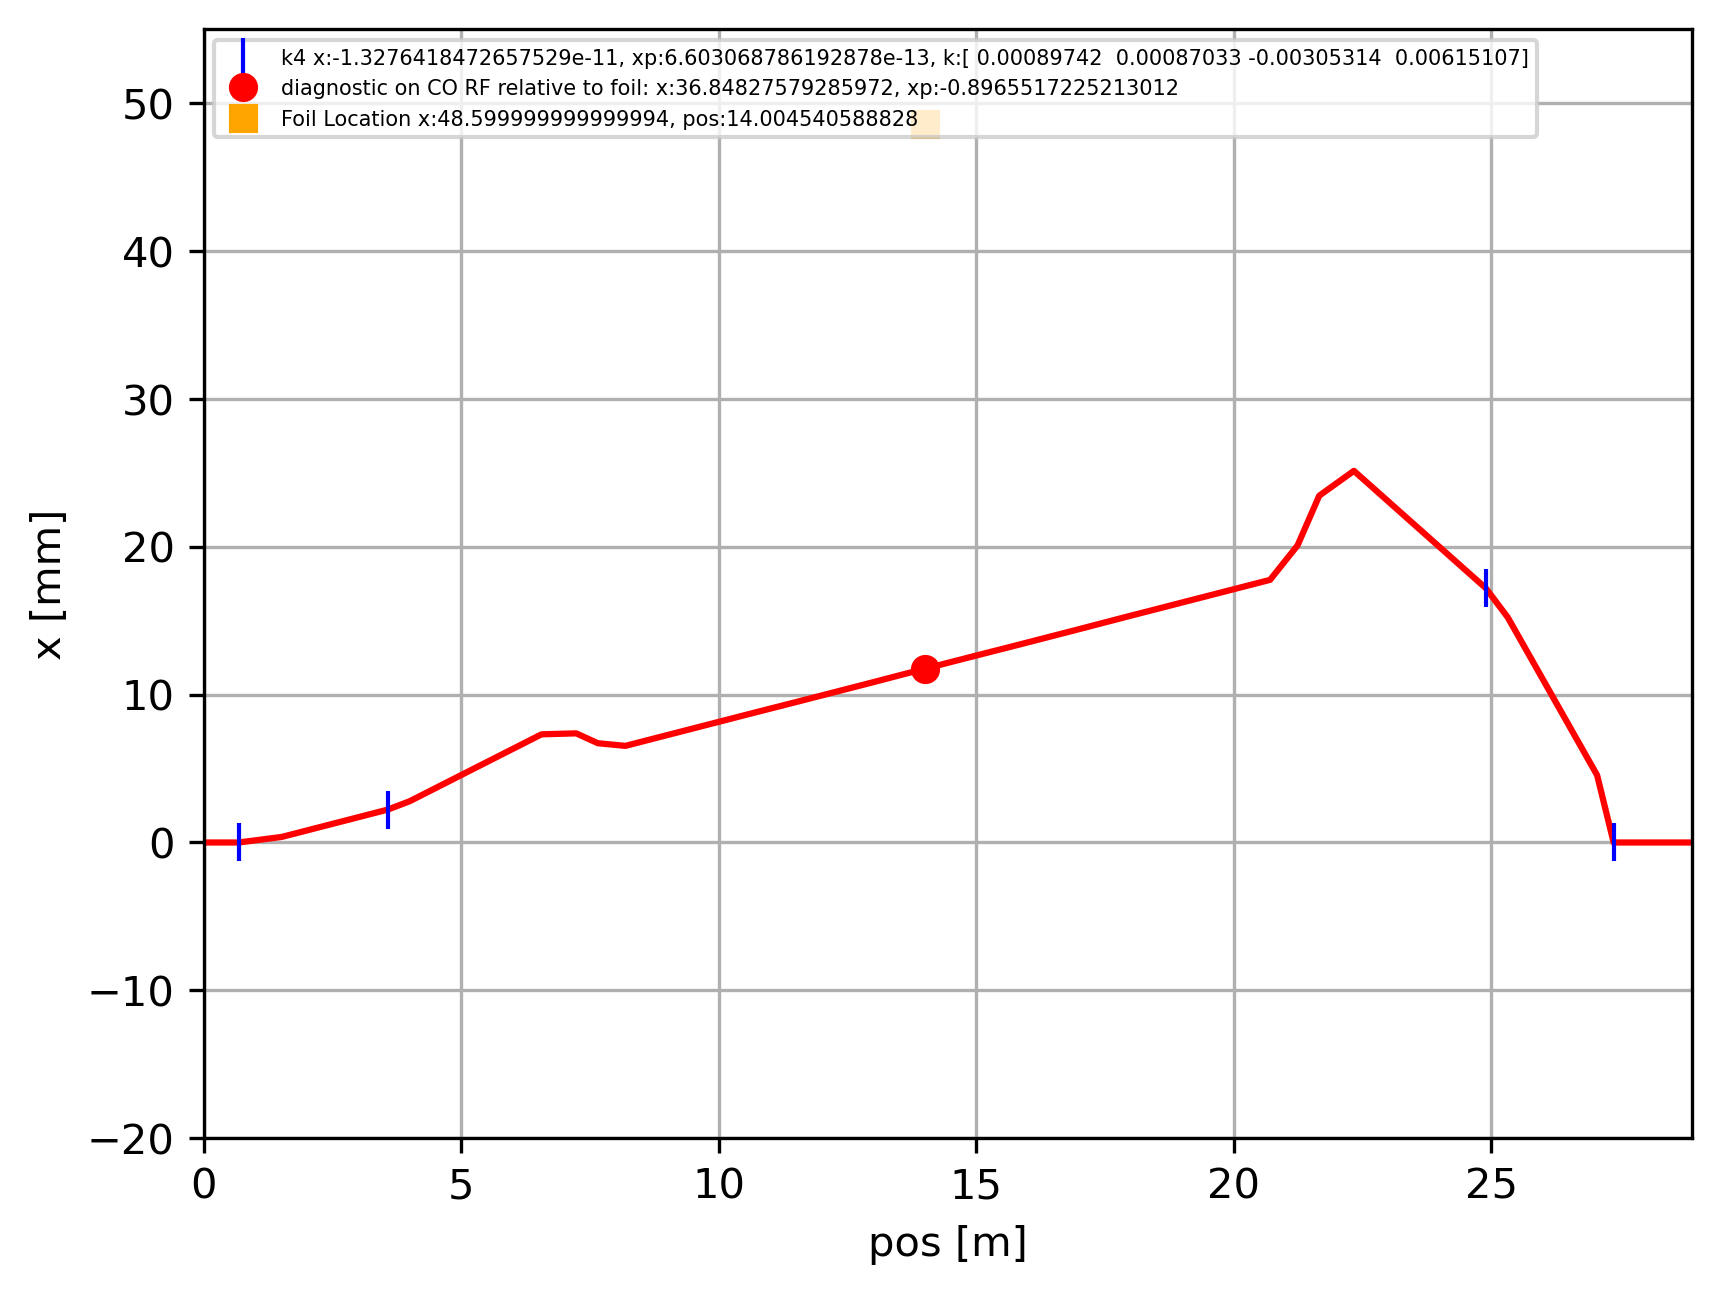 k4 x:-1.3276418472657529e-11, xp:6.603068786192878e-13, k:[ 0.00089742  0.00087033 -0.00305314  0.00615107]
diagnostic on CO RF relative to foil: x:36.84827579285972, xp:-0.8965517225213012
Foil Location x:48.599999999999994, pos:14.004540588828
50
40
30
20
10
0
−10
−20
x [mm]
0 5 10 15 20 25
pos [m]